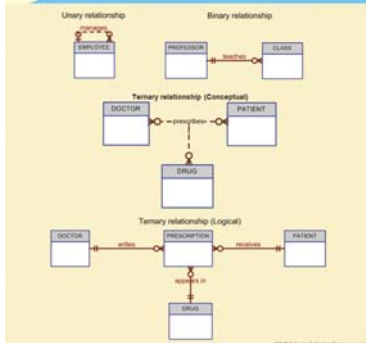 Unary relationship
Binary relationship
manages
EMPLOYEE
PROFESSOR
teaches
CLASS
Ternary relationship (Conceptual)
DOCTOR
prescribes
PATIENT
DRUG
Ternary relationship (Logical)
DOCTOR
writes
PRESCRIPTION
receives
PATIENT
appears in
DRUG